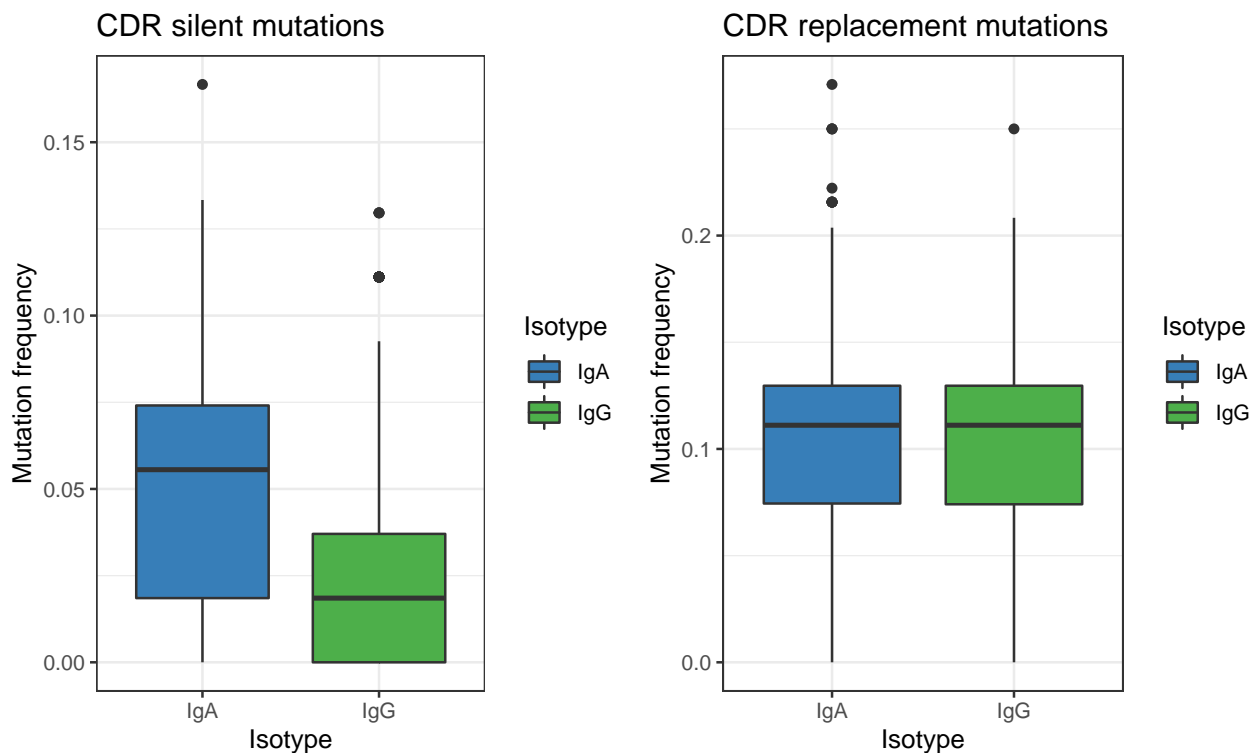 CDR silent mutations
Mutation frequency
0.15
0.10
0.05
0.00
IgA
IgG
Isotype
Isotype
IgA
IgG
CDR replacement mutations
Mutation frequency
0.2
0.1
0.0
IgA
IgG
Isotype
Isotype
IgA
IgG